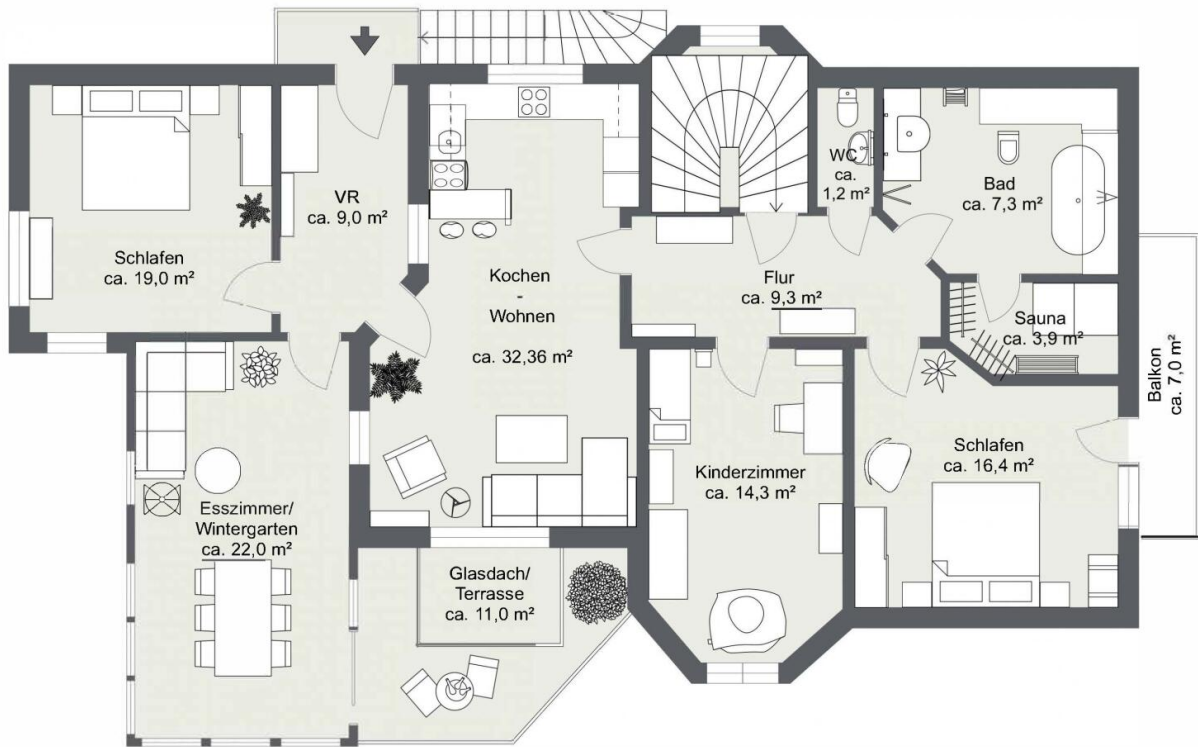 VR
ca. 9,0 m²
Schlafen
ca. 19,0 m²
Kochen
-
Wohnen
ca. 32,36 m²
WC
ca.
1,2 m²
Bad
ca. 7,3 m²
Flur
ca. 9,3 m²
Sauna
ca. 3,9 m²
Balkon
ca. 7,0 m²
Schlafen
ca. 16,4 m²
Kinderzimmer
ca. 14,3 m²
Esszimmer/
Wintergarten
ca. 22,0 m²
Glasdach/
Terrasse
ca. 11,0 m²